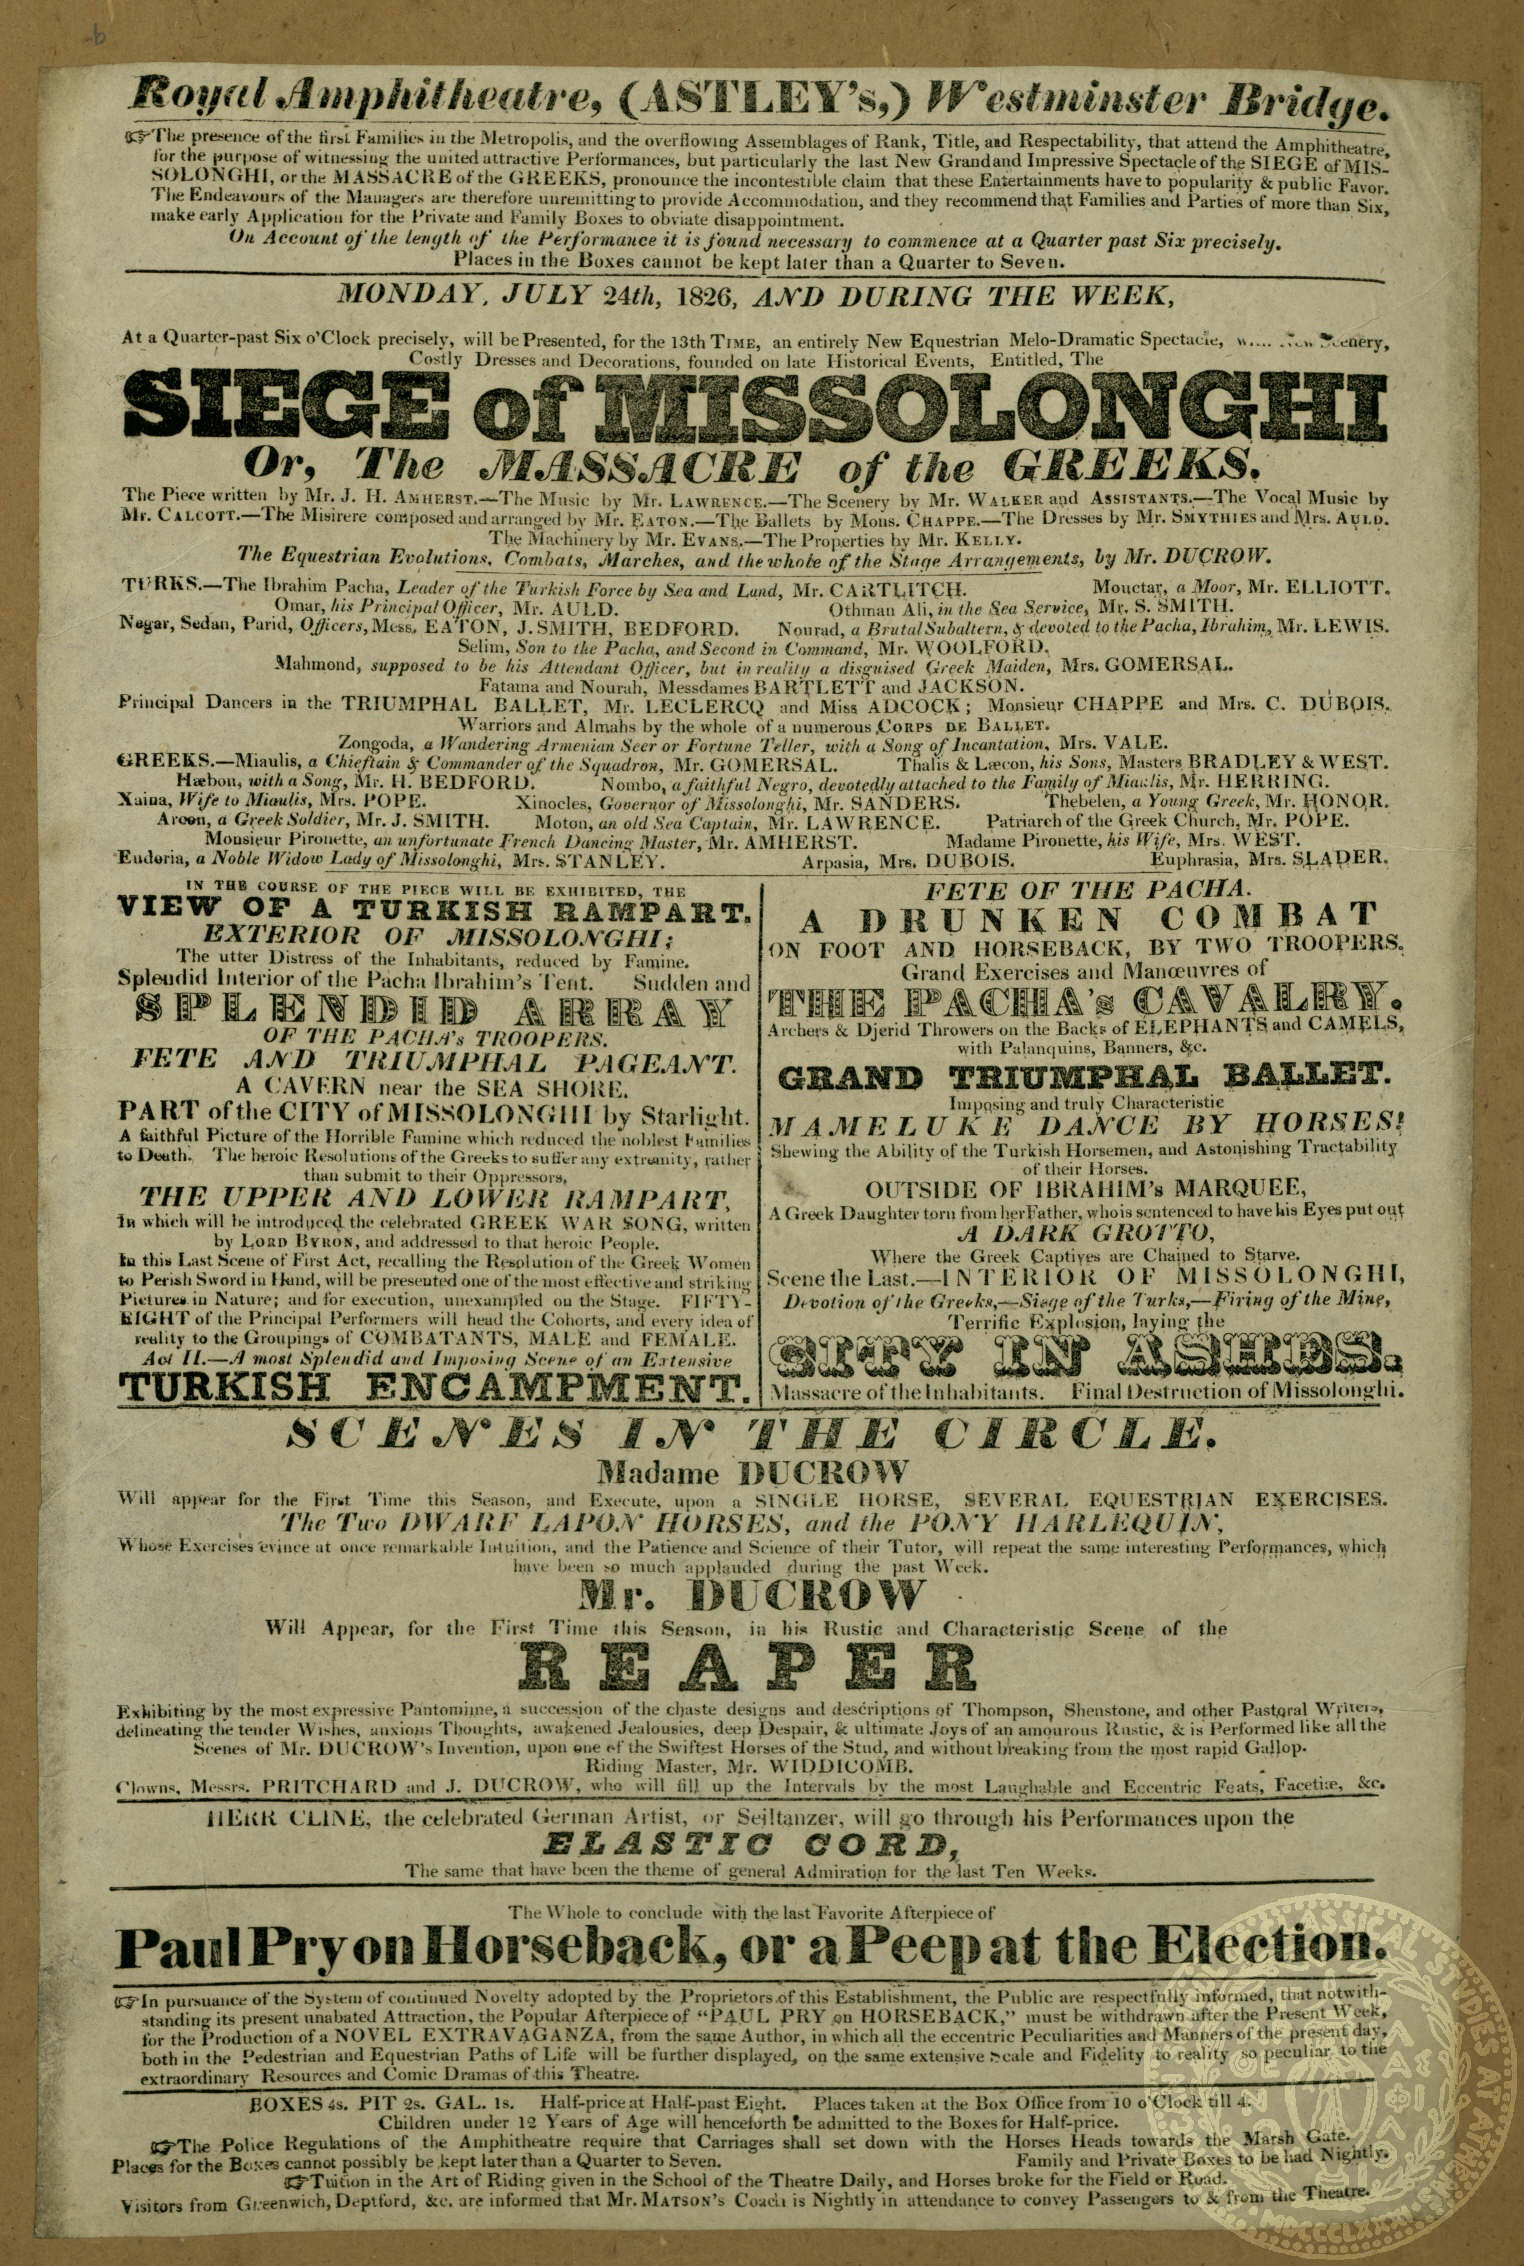 Royal Amphitheatre, (ASTLEY's,) Westminster Bridge.
☞The presence of the first Families in the Metropolis, and the overflowing Assemblages of Rank, Title, and Respectability, that attend the Amphitheatre,
for the purpose of witnessing the united attractive Performances, but particularly the last New Grand and Impressive Spectacle of the SIEGE of MIS-
SOLONGHI, or the MASSACRE of the GREEKS, pronounce the incontestible claim that these Entertainments have to popularity & public Favor.
The Endeavours of the Managers are therefore unremitting to provide Accommodation, and they recommend that Families and Parties of more than Six,
make early Application for the Private and Family Boxes to obviate disappointment.
On Account of the length of the Performance it is found necessary to commence at a Quarter past Six precisely.
Places in the Boxes cannot be kept later than a Quarter to Seven.
MONDAY, JULY 24th, 1826, AND DURING THE WEEK,
At a Quarter-past Six o'Clock precisely, will be Presented, for the 13th TIME, an entirely New Equestrian Melo-Dramatic Spectacle, New Scenery,
Costly Dresses and Decorations, founded on late Historical Events, Entitled, The
SIEGE of MISSOLONGHI
Or, The MASSACRE of the GREEKS.
The Piece written by Mr. J. H. AMHERST.—The Music by Mr. LAWRENCE.—The Scenery by Mr. WALKER and ASSISTANTS.—The Vocal Music by
Mr. CALCOTT.—The Misirere composed and arranged by Mr. EATON.—The Ballets by Mons. CHAPPE.—The Dresses by Mr. SMYTHIES and Mrs. AULD.
The Machinery by Mr. EVANS.—The Properties by Mr. KELLY.
The Equestrian Evolutions, Combats, Marches, and the whole of the Stage Arrangements, by Mr. DUCROW.
TURKS.—The Ibrahim Pacha, Leader of the Turkish Force by Sea and Land, Mr. CARTLITCH. Mouctar, a Moor, Mr. ELLIOTT.
Omar, his Principal Officer, Mr. AULD. Othman Ali, in the Sea Service, Mr. S. SMITH.
Negar, Sedan, Parid, Officers, Mess. EATON, J. SMITH, BEDFORD. Nourad, a Brutal Subaltern, & devoted to the Pacha, Ibrahim, Mr. LEWIS.
Selim, Son to the Pacha, and Second in Command, Mr. WOOLFORD.
Mahmond, supposed to be his Attendant Officer, but in reality a disguised Greek Maiden, Mrs. GOMERSAL.
Fatama and Nourah, Messdames BARTLETT and JACKSON.
Principal Dancers in the TRIUMPHAL BALLET, Mr. LECLERCQ and Miss ADCOCK; Monsieur CHAPPE and Mrs. C. DUBOIS.
Warriors and Almahs by the whole of a numerous CORPS DE BALLET.
Zongoda, a Wandering Armenian Seer or Fortune Teller, with a Song of Incantation, Mrs. VALE.
GREEKS.—Miaulis, a Chieftain & Commander of the Squadron, Mr. GOMERSAL. Thalis & Læcon, his Sons, Masters BRADLEY & WEST.
Hæbon, with a Song, Mr. H. BEDFORD. Nombo, a faithful Negro, devotedly attached to the Family of Miaulis, Mr. HERRING.
Xaina, Wife to Miaulis, Mrs. POPE. Xinocles, Governor of Missolonghi, Mr. SANDERS. Thebelen, a Young Greek, Mr. HONOR.
Arcon, a Greek Soldier, Mr. J. SMITH. Moton, an old Sea Captain, Mr. LAWRENCE. Patriarch of the Greek Church, Mr. POPE.
Monsieur Pironette, an unfortunate French Dancing Master, Mr. AMHERST. Madame Pironette, his Wife, Mrs. WEST.
Eudoria, a Noble Widow Lady of Missolonghi, Mrs. STANLEY. Arpasia, Mrs. DUBOIS. Euphrasia, Mrs. SLADER.
IN THE COURSE OF THE PIECE WILL BE EXHIBITED, THE
VIEW OF A TURKISH RAMPART.
EXTERIOR OF MISSOLONGHI;
The utter Distress of the Inhabitants, reduced by Famine.
Splendid Interior of the Pacha Ibrahim's Tent. Sudden and
SPLENDID ARRAY
OF THE PACHA's TROOPERS.
FETE AND TRIUMPHAL PAGEANT.
A CAVERN near the SEA SHORE.
PART of the CITY of MISSOLONGHI by Starlight.
A faithful Picture of the Horrible Famine which reduced the noblest Families
to Death. The heroic Resolutions of the Greeks to suffer any extremity, rather
than submit to their Oppressors,
THE UPPER AND LOWER RAMPART,
In which will be introduced the celebrated GREEK WAR SONG, written
by LORD BYRON, and addressed to that heroic People.
In this Last Scene of First Act, recalling the Resolution of the Greek Women
to Perish Sword in Hand, will be presented one of the most effective and striking
Pictures in Nature; and for execution, unexampled on the Stage. FIFTY-
EIGHT of the Principal Performers will head the Cohorts, and every idea of
reality to the Groupings of COMBATANTS, MALE and FEMALE.
Act II.—A most Splendid and Imposing Scene of an Extensive
TURKISH ENCAMPMENT.
FETE OF THE PACHA.
A DRUNKEN COMBAT
ON FOOT AND HORSEBACK, BY TWO TROOPERS.
Grand Exercises and Manœuvres of
THE PACHA's CAVALRY.
Archers & Djerid Throwers on the Backs of ELEPHANTS and CAMELS,
with Palanquins, Banners, &c.
GRAND TRIUMPHAL BALLET.
Imposing and truly Characteristic
MAMELUKE DANCE BY HORSES!
Shewing the Ability of the Turkish Horsemen, and Astonishing Tractability
of their Horses.
OUTSIDE OF IBRAHIM's MARQUEE,
A Greek Daughter torn from her Father, who is sentenced to have his Eyes put out
A DARK GROTTO,
Where the Greek Captives are Chained to Starve.
Scene the Last.—INTERIOR OF MISSOLONGHI,
Devotion of the Greeks,—Siege of the Turks,—Firing of the Mine,
Terrific Explosion, laying the
CITY IN ASHES.
Massacre of the Inhabitants. Final Destruction of Missolonghi.
SCENES IN THE CIRCLE.
Madame DUCROW
Will appear for the First Time this Season, and Execute, upon a SINGLE HORSE, SEVERAL EQUESTRIAN EXERCISES.
The Two DWARF LAPON HORSES, and the PONY HARLEQUIN,
Whose Exercises evince at once remarkable Intuition, and the Patience and Science of their Tutor, will repeat the same interesting Performances, which
have been so much applauded during the past Week.
Mr. DUCROW
Will Appear, for the First Time this Season, in his Rustic and Characteristic Scene of the
REAPER
Exhibiting by the most expressive Pantomime, a succession of the chaste designs and descriptions of Thompson, Shenstone, and other Pastoral Writers,
delineating the tender Wishes, anxious Thoughts, awakened Jealousies, deep Despair, & ultimate Joys of an amourous Rustic, & is Performed like all the
Scenes of Mr. DUCROW's Invention, upon one of the Swiftest Horses of the Stud, and without breaking from the most rapid Gallop.
Riding Master, Mr. WIDDICOMB.
Clowns, Messrs. PRITCHARD and J. DUCROW, who will fill up the Intervals by the most Laughable and Eccentric Feats, Facetiæ, &c.
HERR CLINE, the celebrated German Artist, or Seiltanzer, will go through his Performances upon the
ELASTIC CORD,
The same that have been the theme of general Admiration for the last Ten Weeks.
The Whole to conclude with the last Favorite Afterpiece of
Paul Pry on Horseback, or a Peep at the Election.
☞In pursuance of the System of continued Novelty adopted by the Proprietors of this Establishment, the Public are respectfully informed, that notwith-
standing its present unabated Attraction, the Popular Afterpiece of "PAUL PRY on HORSEBACK," must be withdrawn after the Present Week,
for the Production of a NOVEL EXTRAVAGANZA, from the same Author, in which all the eccentric Peculiarities and Manners of the present day,
both in the Pedestrian and Equestrian Paths of Life will be further displayed, on the same extensive Scale and Fidelity to reality so peculiar to the
extraordinary Resources and Comic Dramas of this Theatre.
BOXES 4s. PIT 2s. GAL. 1s. Half-price at Half-past Eight. Places taken at the Box Office from 10 o'Clock till 4.
Children under 12 Years of Age will henceforth be admitted to the Boxes for Half-price.
☞The Police Regulations of the Amphitheatre require that Carriages shall set down with the Horses Heads towards the Marsh Gate.
Places for the Boxes cannot possibly be kept later than a Quarter to Seven. Family and Private Boxes to be had Nightly.
☞Tuition in the Art of Riding given in the School of the Theatre Daily, and Horses broke for the Field or Road.
Visitors from Greenwich, Deptford, &c. are informed that Mr. MATSON's Coach is Nightly in attendance to convey Passengers to & from the Theatre.